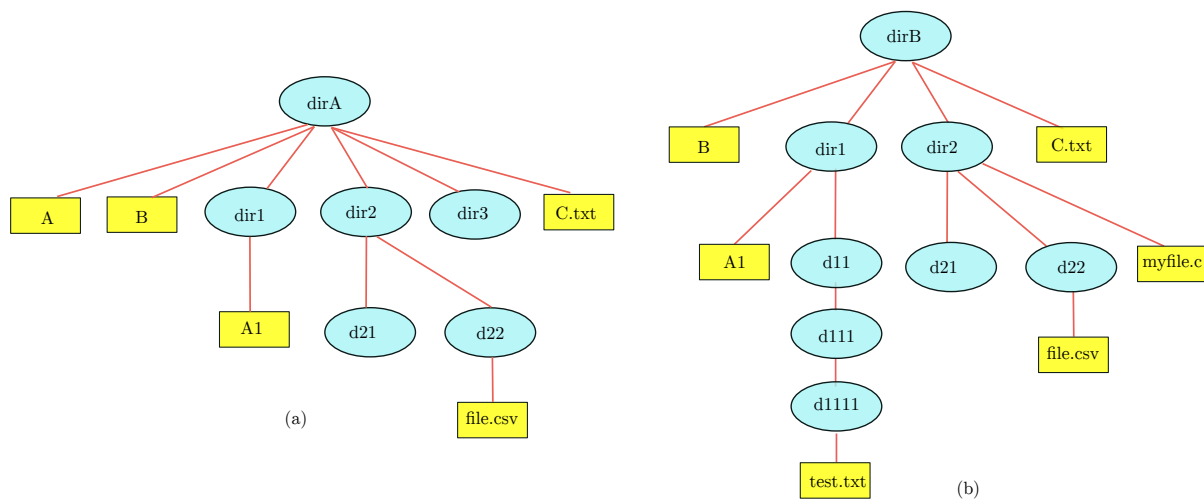 dirA
A
B
dir1
dir2
dir3
C.txt
A1
d21
d22
file.csv
(a)
dirB
B
dir1
dir2
C.txt
A1
d11
d21
d22
myfile.c
d111
file.csv
d1111
test.txt
(b)